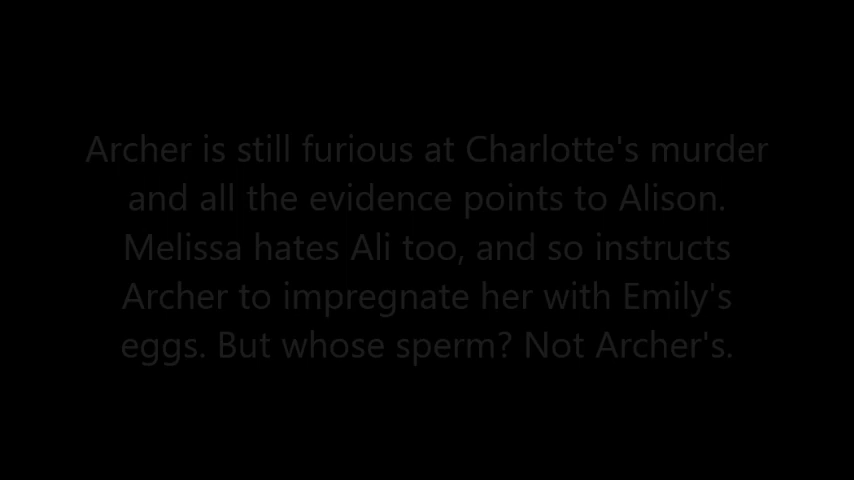 Archer is still furious at Charlotte's murder
and all the evidence points to Alison.
Melissa hates Ali too, and so instructs
Archer to impregnate her with Emily's
eggs. But whose sperm? Not Archer's.